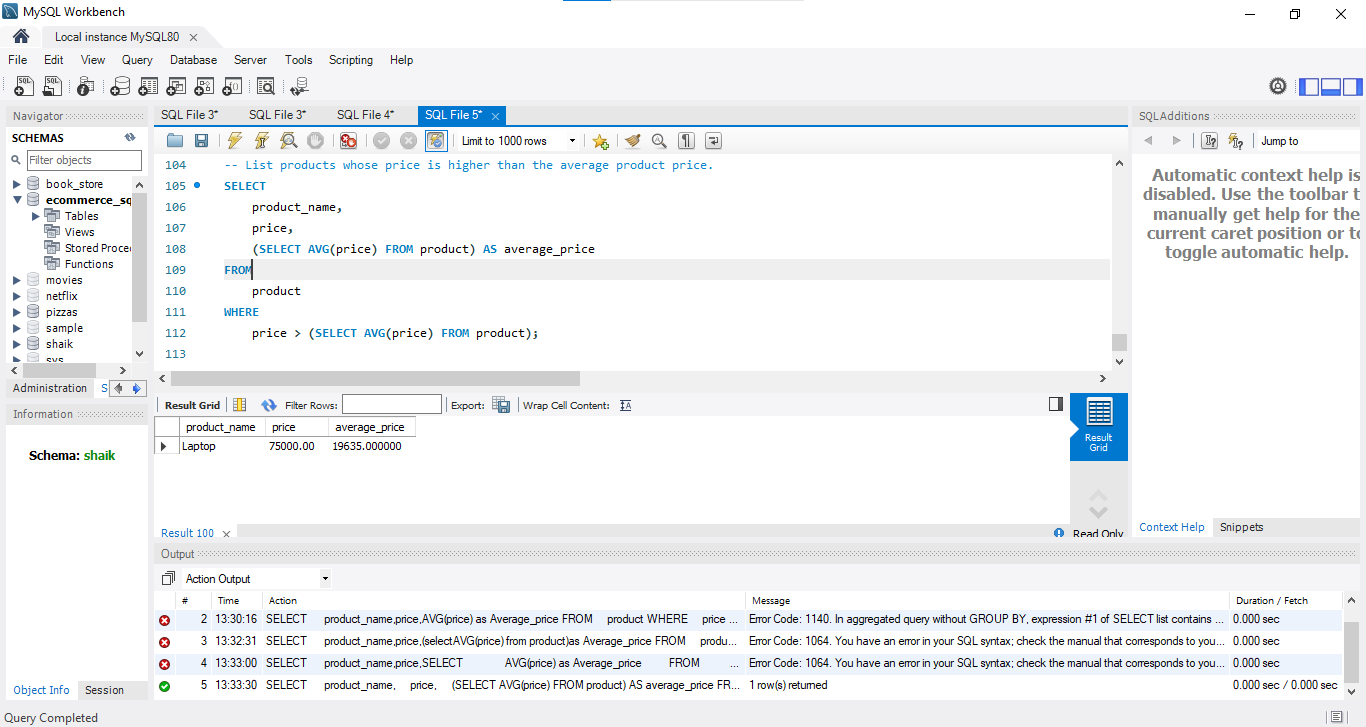 MySQL Workbench
Local instance MySQL80
File Edit View Query Database Server Tools Scripting Help
Navigator
SCHEMAS
Filter objects
book_store
ecommerce_sq
Tables
Views
Stored Proce
Functions
movies
netflix
pizzas
sample
shaik
sys
Administration S
Information
Schema: shaik
Object Info Session
SQL File 3* SQL File 3* SQL File 4* SQL File 5*
Limit to 1000 rows
104 -- List products whose price is higher than the average product price.
105 SELECT
106 product_name,
107 price,
108 (SELECT AVG(price) FROM product) AS average_price
109 FROM
110 product
111 WHERE
112 price > (SELECT AVG(price) FROM product);
113
Result Grid Filter Rows: Export: Wrap Cell Content:
product_name price average_price
Laptop 75000.00 19635.000000
Result Grid
Result 100
Read Only
SQLAdditions
Jump to
Automatic context help is
disabled. Use the toolbar t
manually get help for the
current caret position or to
toggle automatic help.
Context Help Snippets
Output
Action Output
# Time Action Message Duration / Fetch
2 13:30:16 SELECT product_name,price,AVG(price) as Average_price FROM product WHERE price ... Error Code: 1140. In aggregated query without GROUP BY, expression #1 of SELECT list contains ... 0.000 sec
3 13:32:31 SELECT product_name,price,(selectAVG(price) from product)as Average_price FROM produ... Error Code: 1064. You have an error in your SQL syntax; check the manual that corresponds to you... 0.000 sec
4 13:33:00 SELECT product_name,price,SELECT AVG(price) as Average_price FROM ... Error Code: 1064. You have an error in your SQL syntax; check the manual that corresponds to you... 0.000 sec
5 13:33:30 SELECT product_name, price, (SELECT AVG(price) FROM product) AS average_price FR... 1 row(s) returned 0.000 sec / 0.000 sec
Query Completed